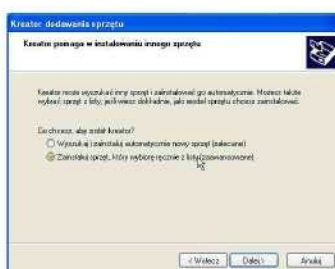 Kreator dodawania sprzętu
Kreator pomaga w instalowaniu innego sprzętu
Kreator może wyszukać inny sprzęt i zainstalować go automatycznie. Możesz także
wybrać sprzęt z listy, jeśli wiesz dokładnie, jaki model sprzętu chcesz zainstalować.
Co chcesz, aby zrobił kreator?
Wyszukaj i zainstaluj automatycznie nowy sprzęt (zalecane)
Zainstaluj sprzęt, który wybiorę ręcznie z listy (zaawansowane)
< Wstecz
Dalej >
Anuluj